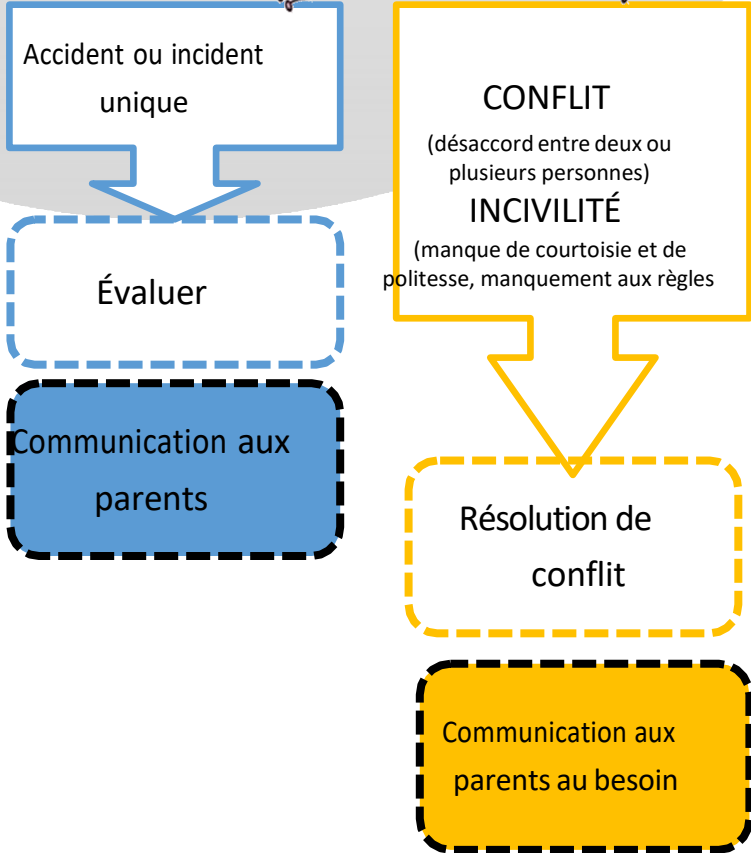 Accident ou incident
unique
Évaluer
Communication aux
parents
CONFLIT
(désaccord entre deux ou
plusieurs personnes)
INCIVILITÉ
(manque de courtoisie et de
politesse, manquement aux règles
Résolution de
conflit
Communication aux
parents au besoin